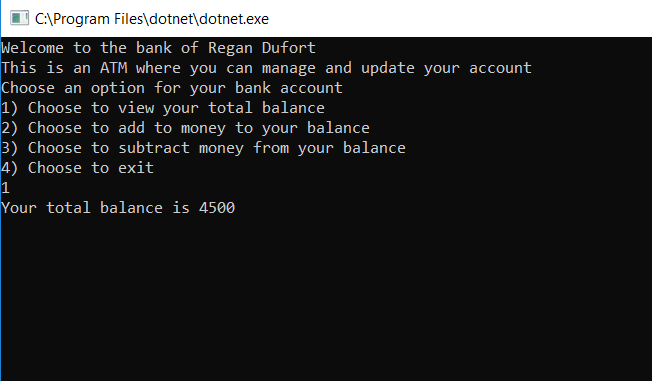 C:\Program Files\dotnet\dotnet.exe
Welcome to the bank of Regan Dufort
This is an ATM where you can manage and update your account
Choose an option for your bank account
1) Choose to view your total balance
2) Choose to add to money to your balance
3) Choose to subtract money from your balance
4) Choose to exit
1
Your total balance is 4500